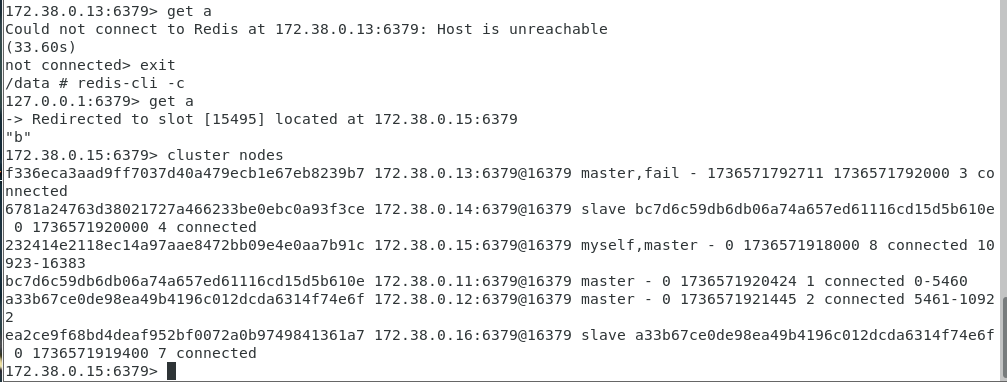 172.38.0.13:6379> get a
Could not connect to Redis at 172.38.0.13:6379: Host is unreachable
(33.60s)
not connected> exit
/data # redis-cli -c
127.0.0.1:6379> get a
-> Redirected to slot [15495] located at 172.38.0.15:6379
"b"
172.38.0.15:6379> cluster nodes
f336eca3aad9ff7037d40a479ecb1e67eb8239b7 172.38.0.13:6379@16379 master,fail - 1736571792711 1736571792000 3 co
nnected
6781a24763d38021727a466233be0ebc0a93f3ce 172.38.0.14:6379@16379 slave bc7d6c59db6db06a74a657ed61116cd15d5b610e
 0 1736571920000 4 connected
232414e2118ec14a97aae8472bb09e4e0aa7b91c 172.38.0.15:6379@16379 myself,master - 0 1736571918000 8 connected 10
923-16383
bc7d6c59db6db06a74a657ed61116cd15d5b610e 172.38.0.11:6379@16379 master - 0 1736571920424 1 connected 0-5460
a33b67ce0de98ea49b4196c012dcda6314f74e6f 172.38.0.12:6379@16379 master - 0 1736571921445 2 connected 5461-1092
2
ea2ce9f68bd4deaf952bf0072a0b9749841361a7 172.38.0.16:6379@16379 slave a33b67ce0de98ea49b4196c012dcda6314f74e6f
 0 1736571919400 7 connected
172.38.0.15:6379>